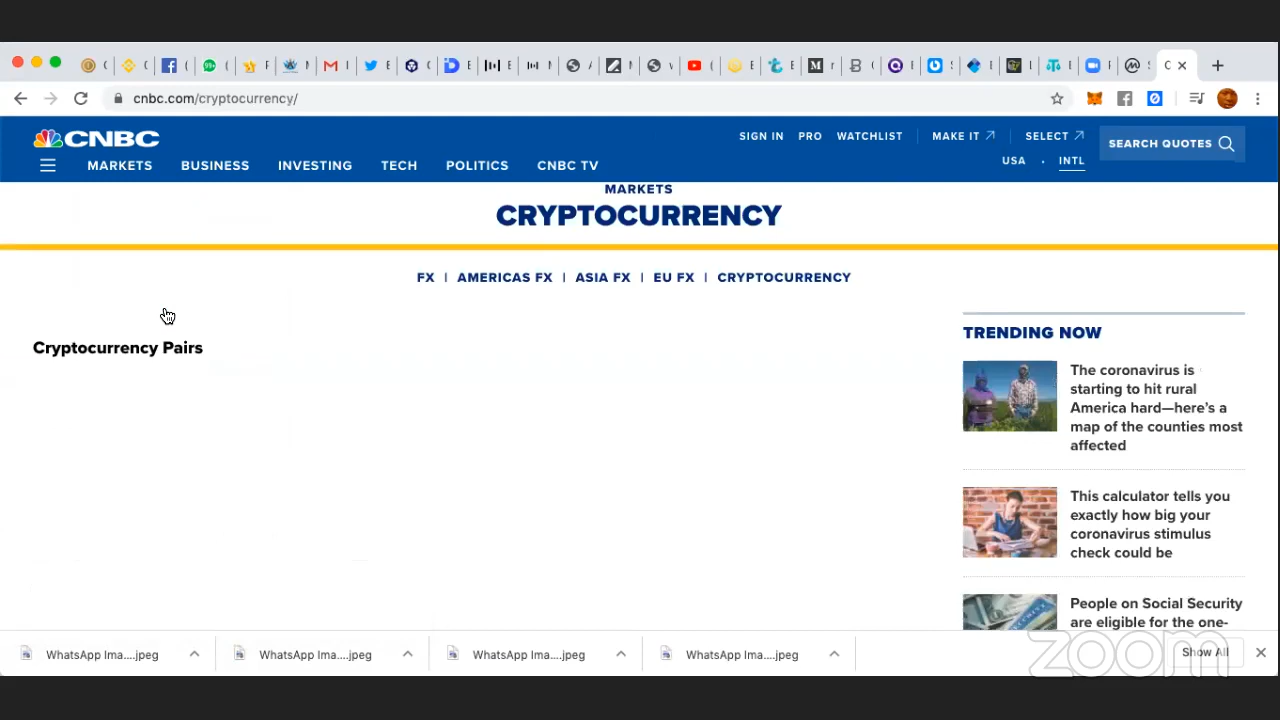 cnbc.com/cryptocurrency/
CNBC
SIGN IN PRO WATCHLIST MAKE IT SELECT
SEARCH QUOTES
USA · INTL
MARKETS BUSINESS INVESTING TECH POLITICS CNBC TV
MARKETS
CRYPTOCURRENCY
FX | AMERICAS FX | ASIA FX | EU FX | CRYPTOCURRENCY
Cryptocurrency Pairs
TRENDING NOW
The coronavirus is
starting to hit rural
America hard—here's a
map of the counties most
affected
This calculator tells you
exactly how big your
coronavirus stimulus
check could be
People on Social Security
are eligible for the one-
WhatsApp Ima....jpeg
WhatsApp Ima....jpeg
WhatsApp Ima....jpeg
WhatsApp Ima....jpeg
Show All
zoom